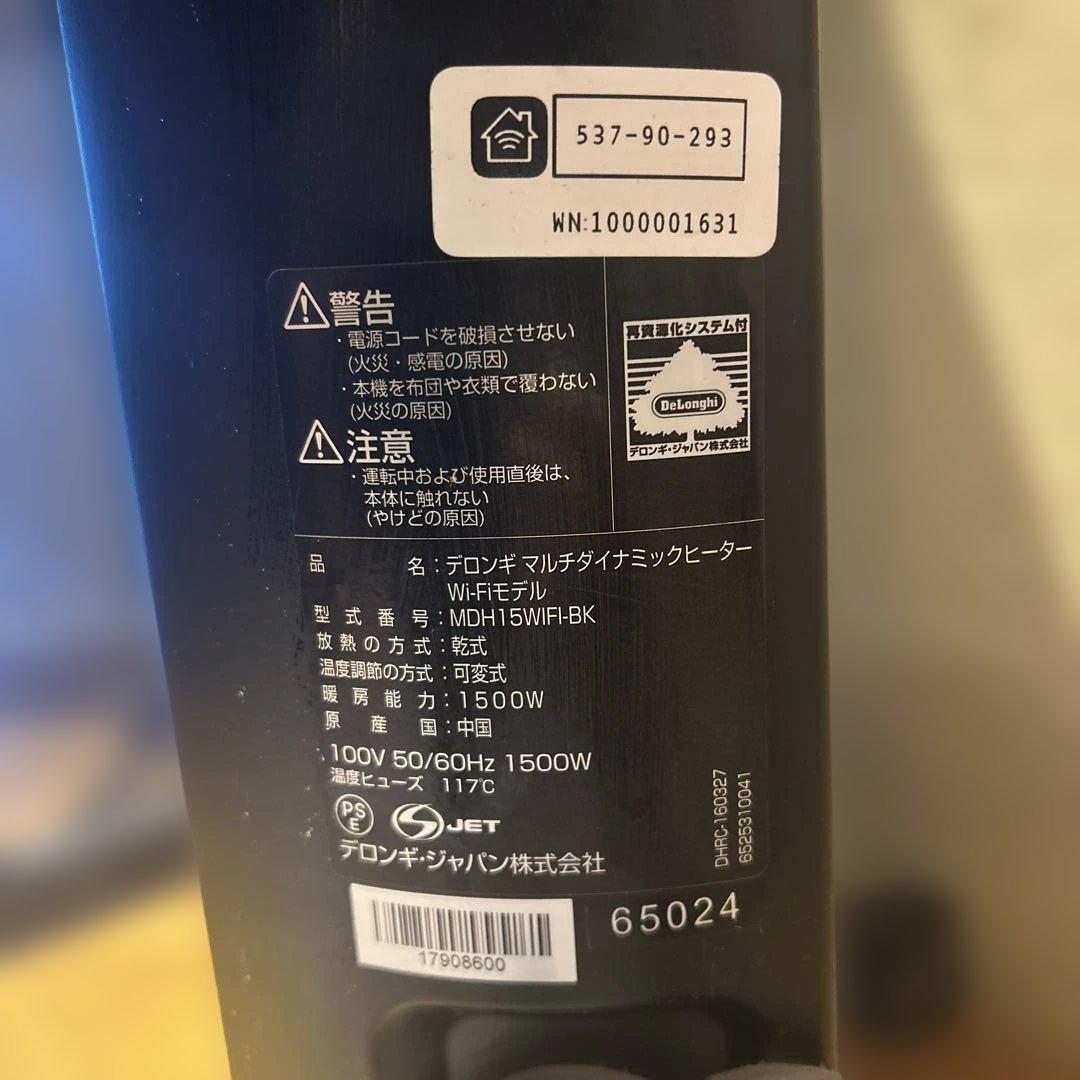 537-90-293
WN:1000001631
警告
・電源コードを破損させない
(火災・感電の原因)
・本機を布団や衣類で覆わない
(火災の原因)
注意
・運転中および使用直後は、
本体に触れない
(やけどの原因)
再資源化システム付
DeLonghi
デロンギ・ジャパン株式会社
品名:デロンギ マルチダイナミックヒーター
Wi-Fiモデル
型式番号:MDH15WIFI-BK
放熱の方式:乾式
温度調節の方式:可変式
暖房能力:1500W
原産国:中国
100V 50/60Hz 1500W
温度ヒューズ 117℃
PS
E
JET
デロンギ・ジャパン株式会社
DHRC-160327
6525310041
17908600
65024